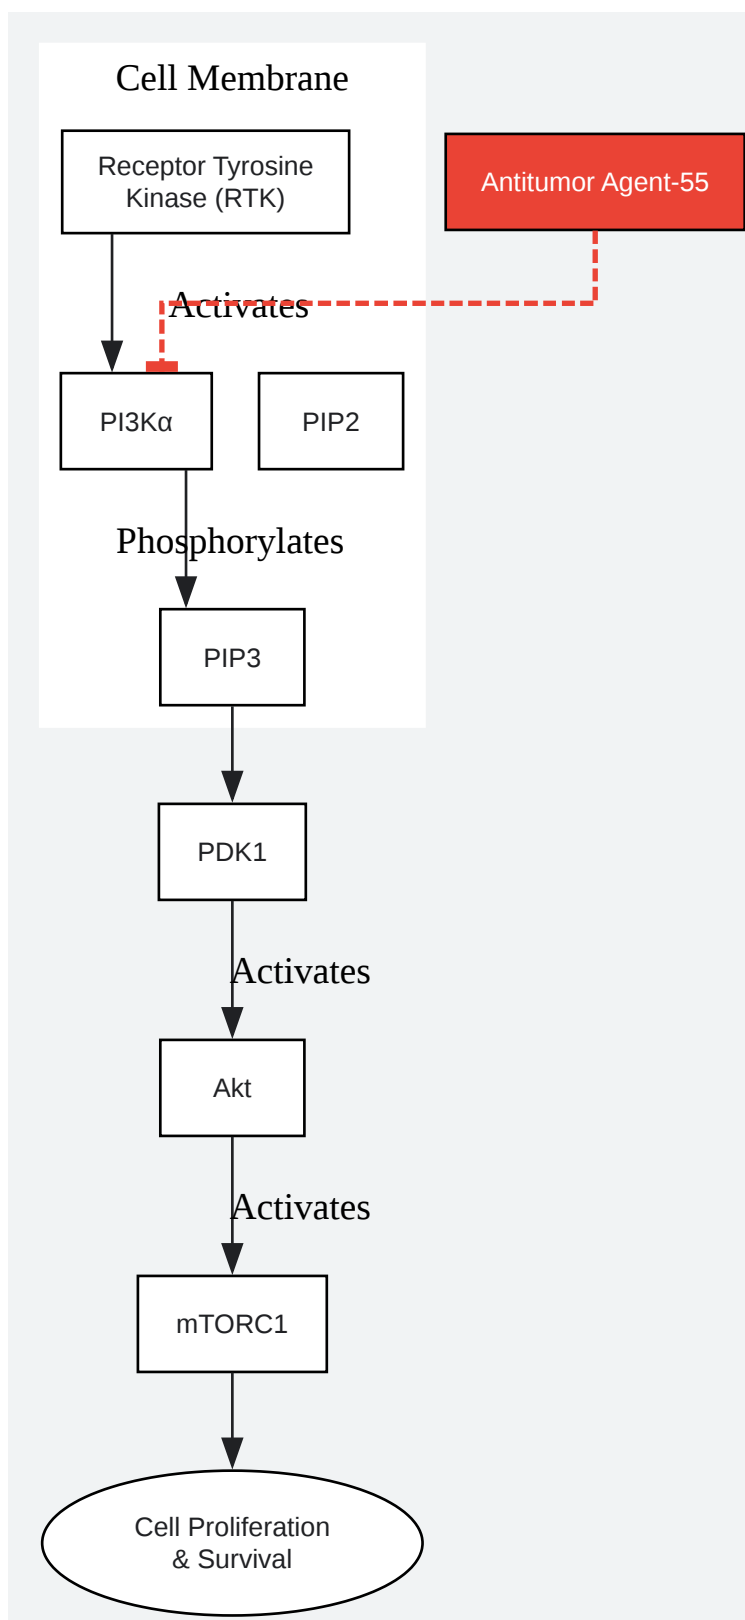 Cell Membrane
Receptor Tyrosine
Kinase (RTK)
Antitumor Agent-55
Activates
PI3Kα
PIP2
Phosphorylates
PIP3
PDK1
Activates
Akt
Activates
mTORC1
Cell Proliferation
& Survival